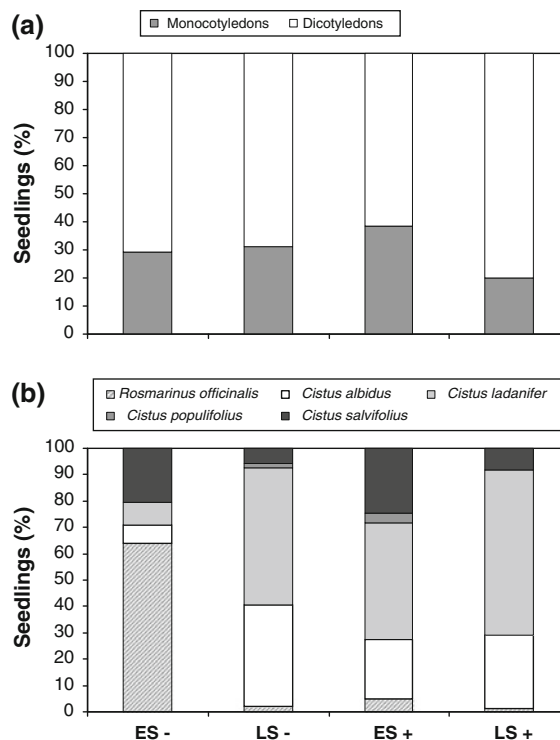 (a)
Monocotyledons Dicotyledons
100
90
80
70
60
50
40
30
20
10
0
Seedlings (%)
(b)
Rosmarinus officinalis Cistus albidus Cistus ladanifer
Cistus populifolius Cistus salvifolius
100
90
80
70
60
50
40
30
20
10
0
Seedlings (%)
ES - LS - ES + LS +